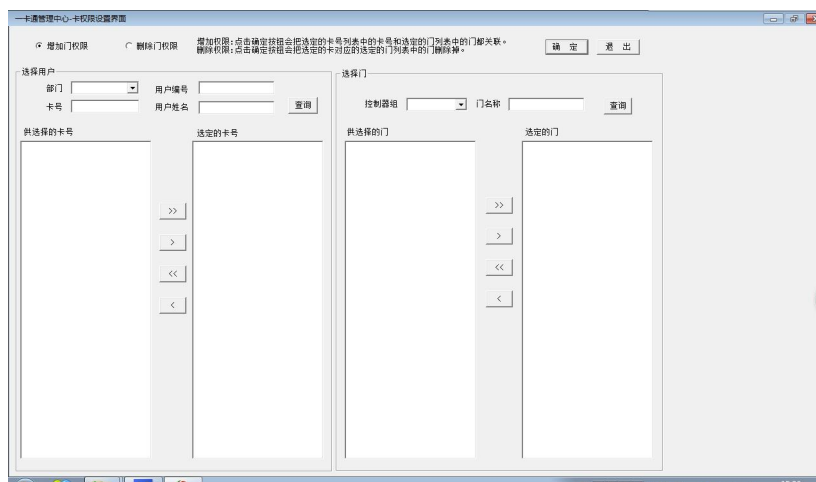 一卡通管理中心-卡权限设置界面
增加门权限 删除门权限 增加权限:点击确定按钮会把选定的卡号列表中的卡号和选定的门列表中的门都关联。
删除权限:点击确定按钮会把选定的卡对应的选定的门列表中的门删除掉。
确 定 退 出
选择用户 选择门
部门 用户编号
卡号 用户姓名 查询 控制器组 门名称 查询
供选择的卡号 选定的卡号 供选择的门 选定的门
>> >>
> >
<< <<
< <